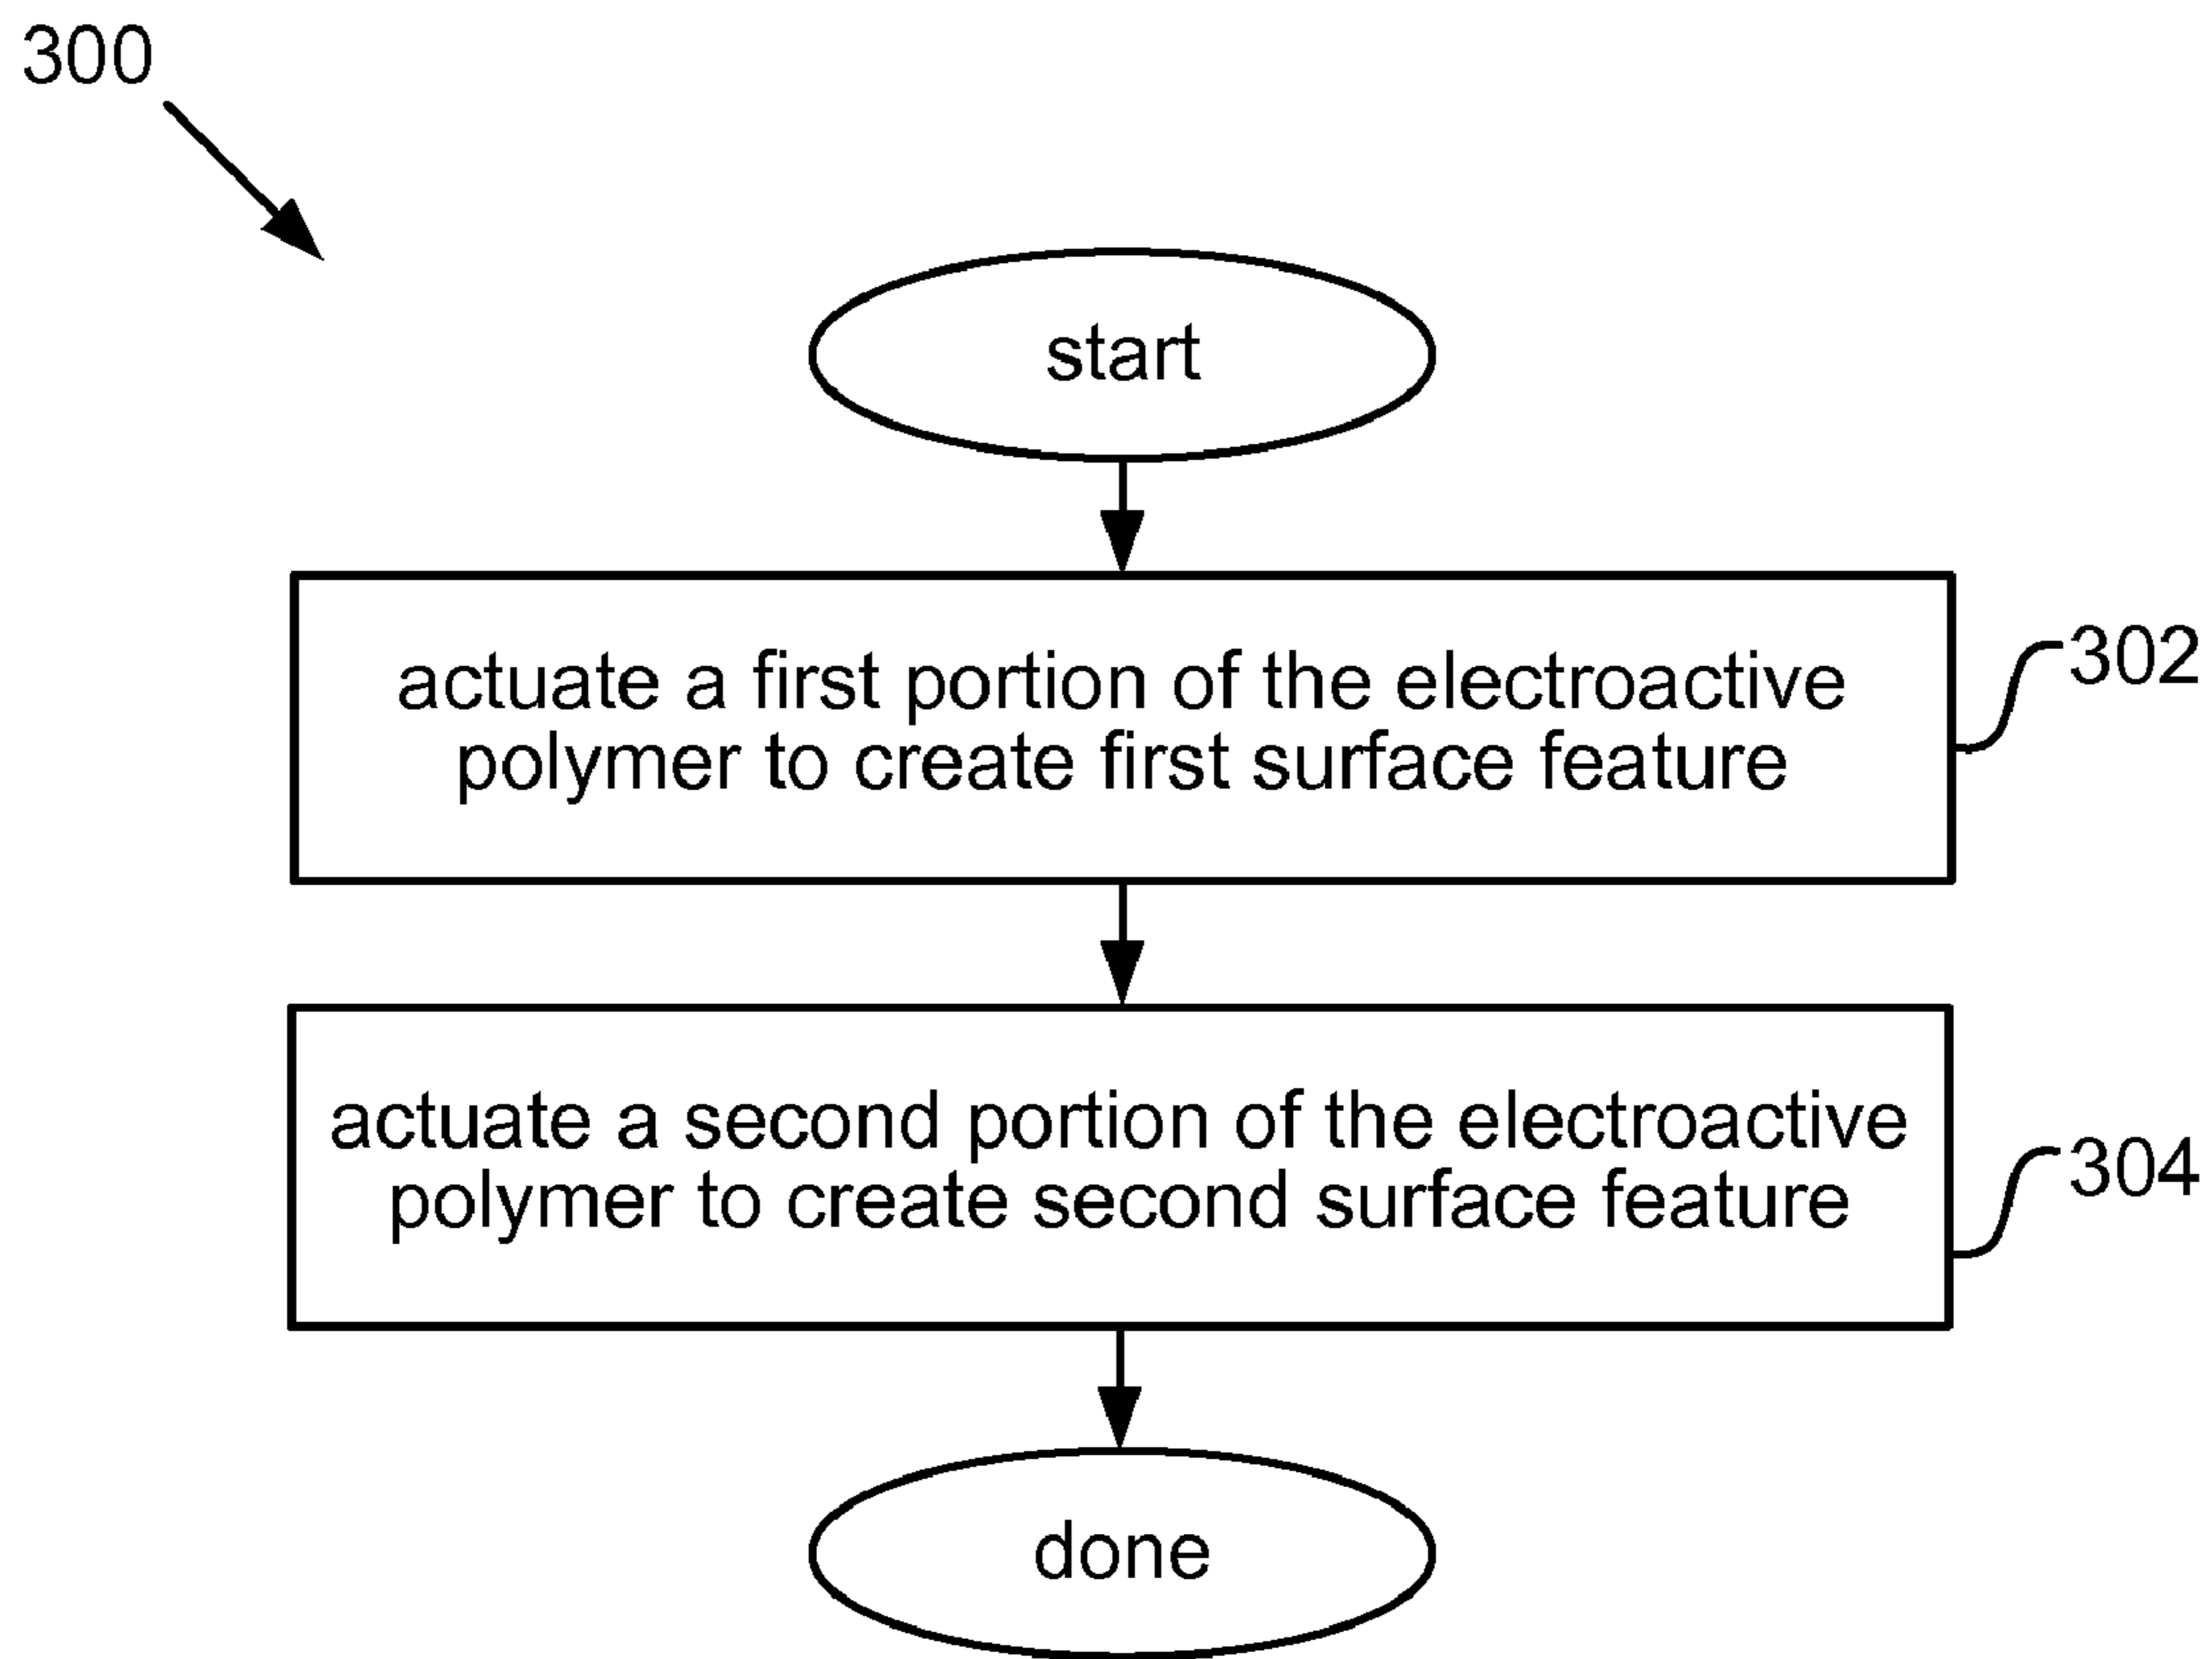 300
start
actuate a first portion of the electroactive
polymer to create first surface feature
302
actuate a second portion of the electroactive
polymer to create second surface feature
304
done